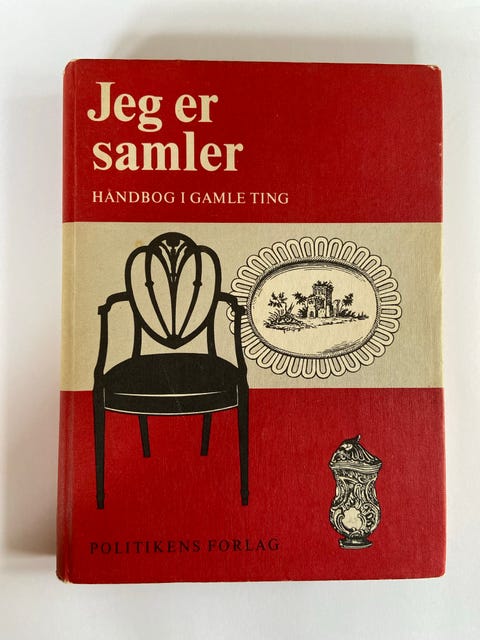 Jeg er
samler
HÅNDBOG I GAMLE TING
POLITIKENS FORLAG